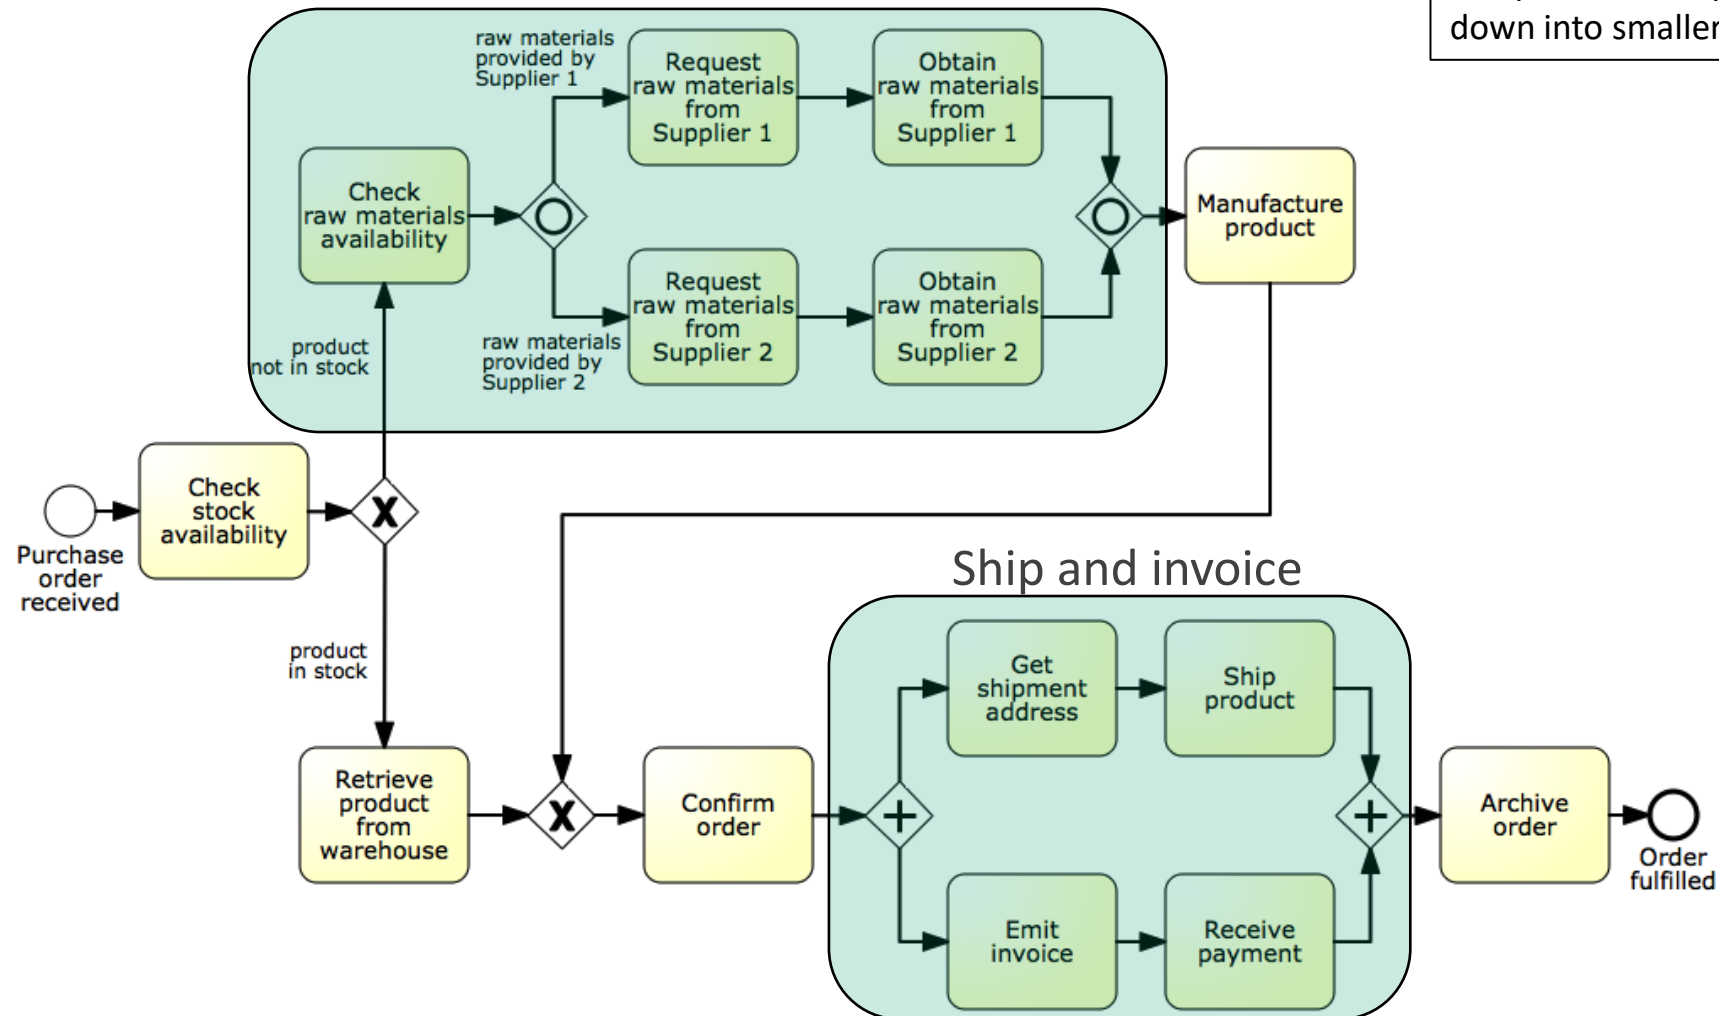 down into smaller
raw materials
provided by
Supplier 1
Request
raw materials
from
Supplier 1
Obtain
raw materials
from
Supplier 1
Check
raw materials
availability
Manufacture
product
Request
raw materials
from
Supplier 2
Obtain
raw materials
from
Supplier 2
raw materials
provided by
Supplier 2
product
not in stock
Check
stock
availability
X
Purchase
order
received
Ship and invoice
product
in stock
Get
shipment
address
Ship
product
Retrieve
product
from
warehouse
X
Confirm
order
Archive
order
Order
fulfilled
Emit
invoice
Receive
payment